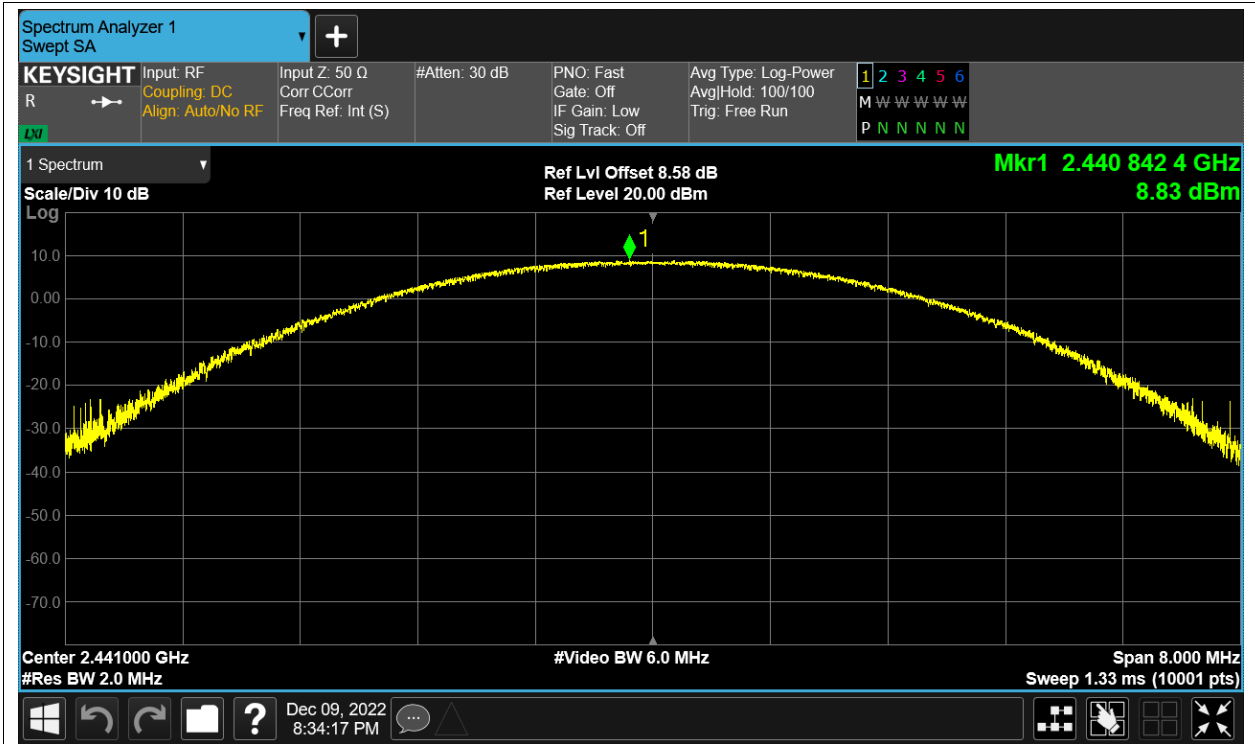 Spectrum Analyzer 1
Swept SA
KEYSIGHT
R
LXI
Input: RF
Coupling: DC
Align: Auto/No RF
Input Z: 50 Ω
Corr CCorr
Freq Ref: Int (S)
#Atten: 30 dB
PNO: Fast
Gate: Off
IF Gain: Low
Sig Track: Off
Avg Type: Log-Power
Avg|Hold: 100/100
Trig: Free Run
1 2 3 4 5 6
M W W W W W
P N N N N N
1 Spectrum
Scale/Div 10 dB
Log
Ref Lvl Offset 8.58 dB
Ref Level 20.00 dBm
Mkr1 2.440 842 4 GHz
8.83 dBm
1
10.0
0.00
-10.0
-20.0
-30.0
-40.0
-50.0
-60.0
-70.0
Center 2.441000 GHz
#Res BW 2.0 MHz
#Video BW 6.0 MHz
Span 8.000 MHz
Sweep 1.33 ms (10001 pts)
?
Dec 09, 2022
8:34:17 PM